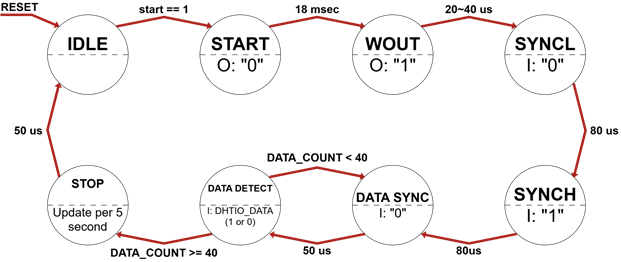 RESET
start == 1
18 msec
20~40 us
IDLE
START
O: "0"
WOUT
O: "1"
SYNCL
I: "0"
50 us
80 us
DATA_COUNT < 40
STOP
Update per 5
second
DATA DETECT
I: DHTIO_DATA
(1 or 0)
DATA SYNC
I: "0"
SYNCH
I: "1"
DATA_COUNT >= 40
50 us
80us